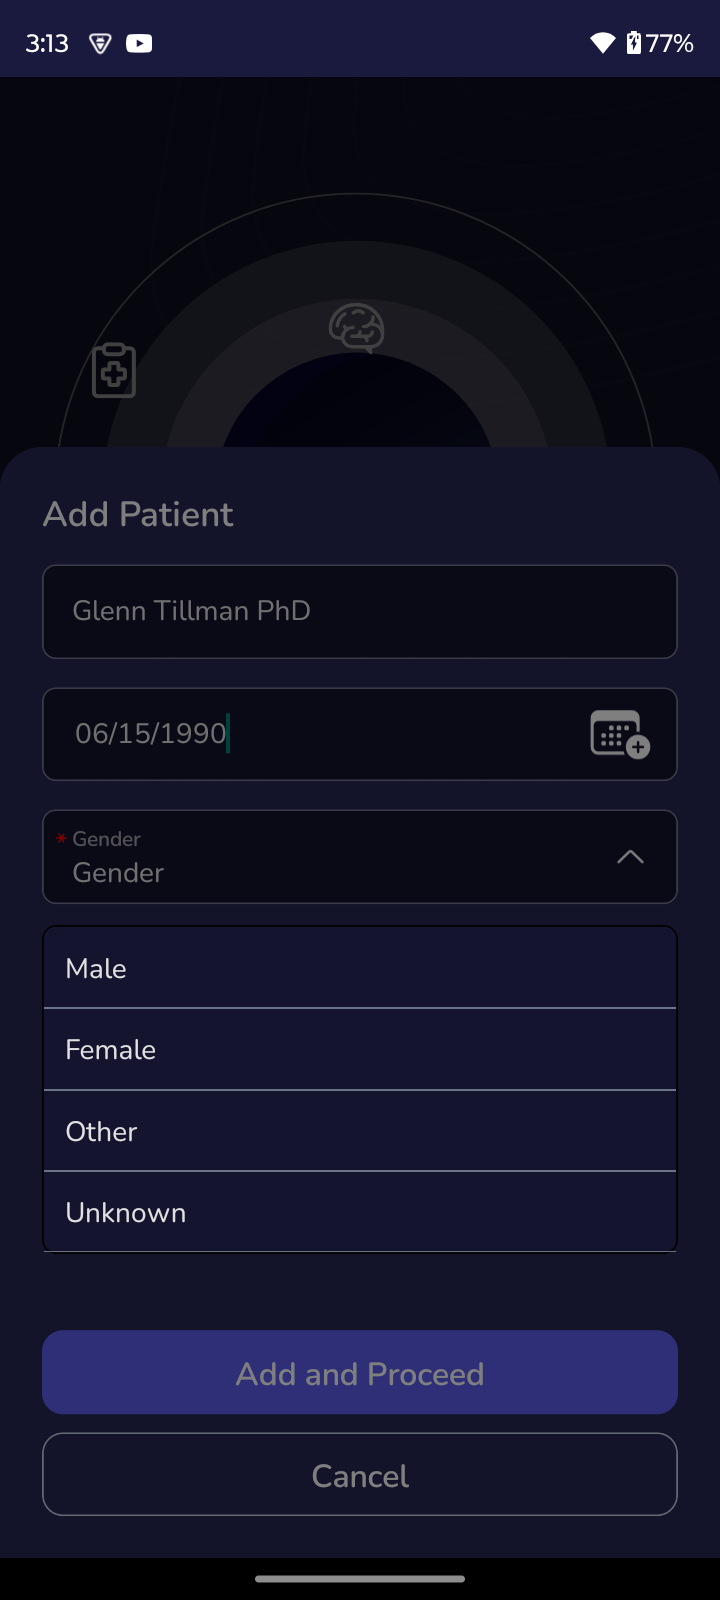 3:13 77%
Add Patient
Glenn Tillman PhD
06/15/1990
* Gender
Gender
Male
Female
Other
Unknown
Add and Proceed
Cancel